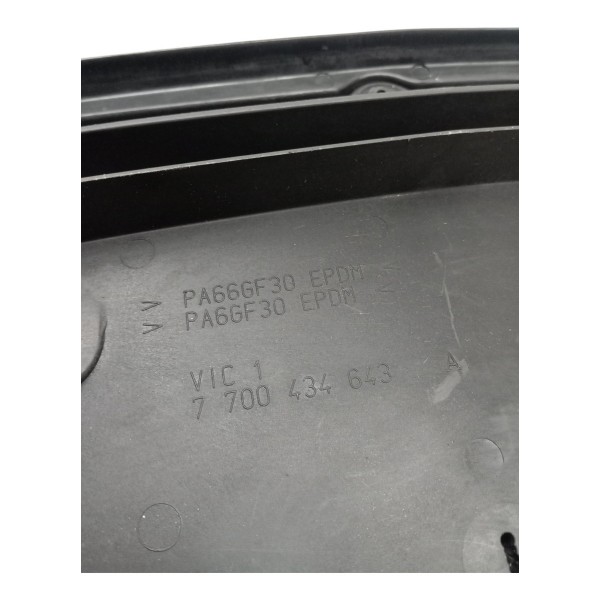 >> PA66GF30 EPDM <<
>> PA6GF30 EPDM <<
VIC 1
7 700 434 643 A